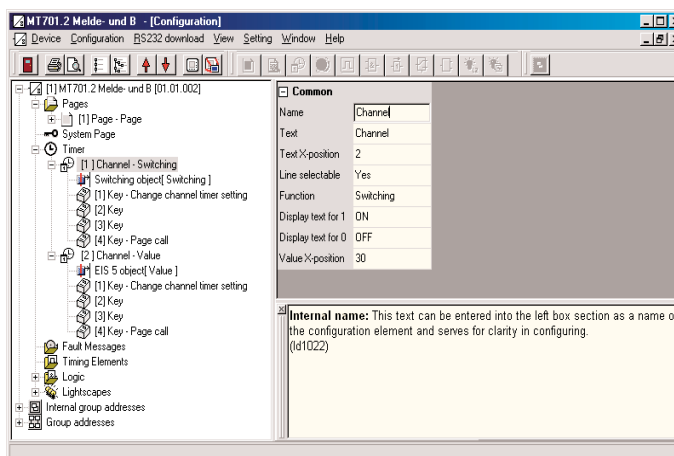 MT701.2 Melde- und B - [Configuration]
Device Configuration RS232 download View Setting Window Help
[1] MT701.2 Melde- und B [01.01.002]
Pages
[1] Page - Page
System Page
Timer
[1 ] Channel - Switching
Switching object[ Switching ]
[1] Key - Change channel timer setting
[2] Key
[3] Key
[4] Key - Page call
[2 ] Channel - Value
EIS 5 object[ Value ]
[1] Key - Change channel timer setting
[2] Key
[3] Key
[4] Key - Page call
Fault Messages
Timing Elements
Logic
Lightscapes
Internal group addresses
Group addresses
Common
Name Channel
Text Channel
Text X-position 2
Line selectable Yes
Function Switching
Display text for 1 ON
Display text for 0 OFF
Value X-position 30
Internal name: This text can be entered into the left box section as a name o
the configuration element and serves for clarity in configuring.
(Id1022)